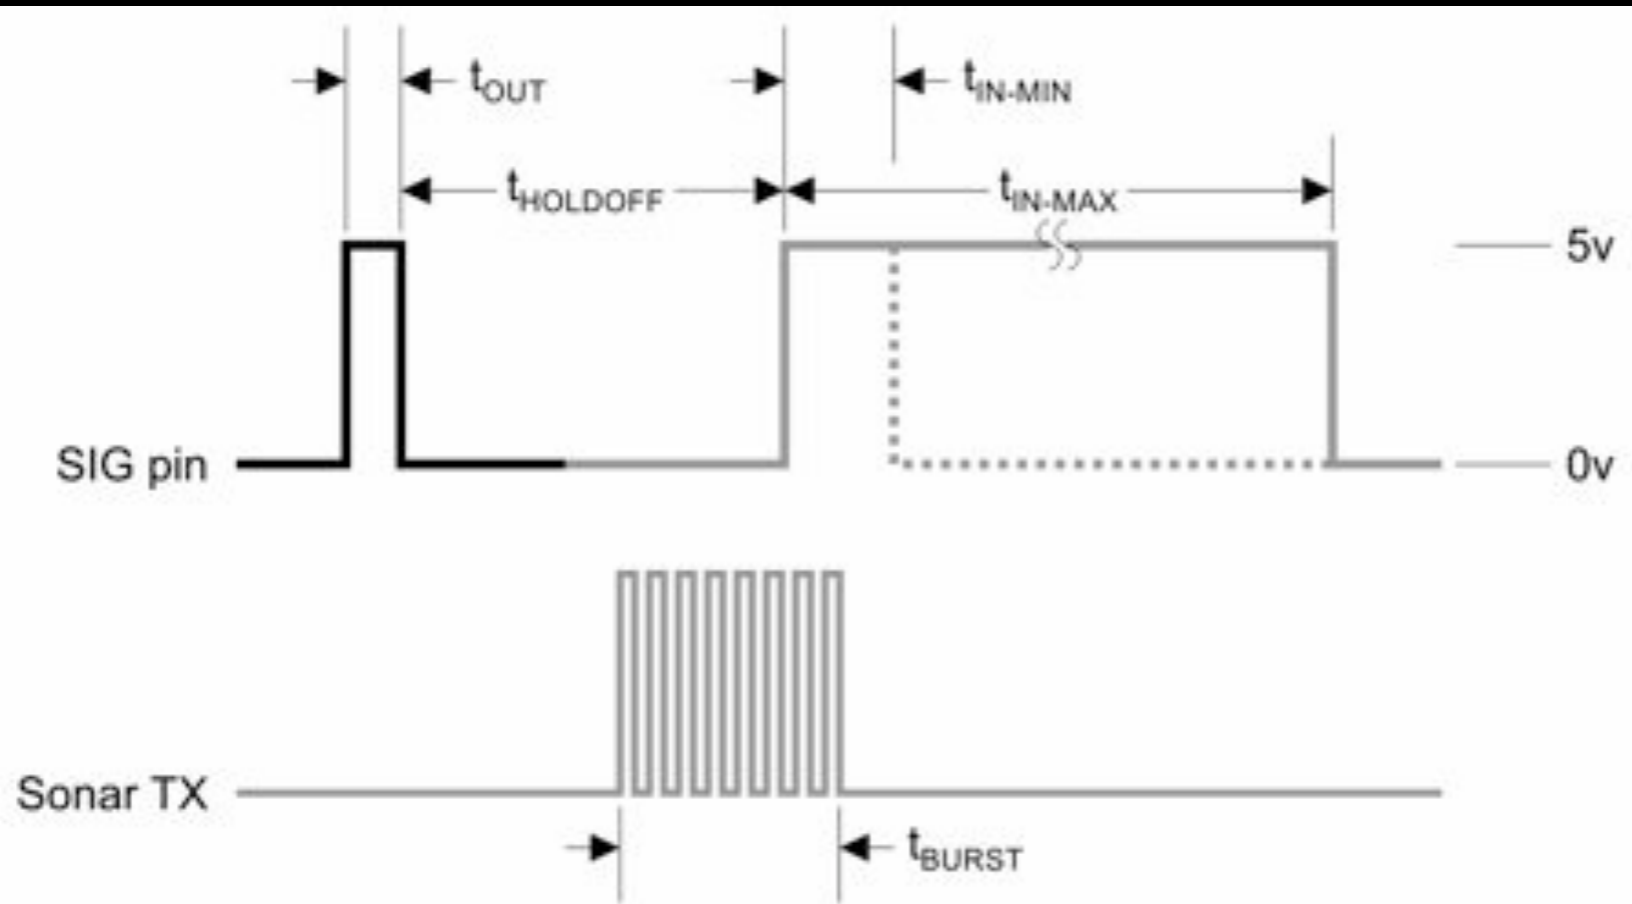 tOUT
tIN-MIN
tHOLDOFF
tIN-MAX
5v
SIG pin
0v
Sonar TX
tBURST